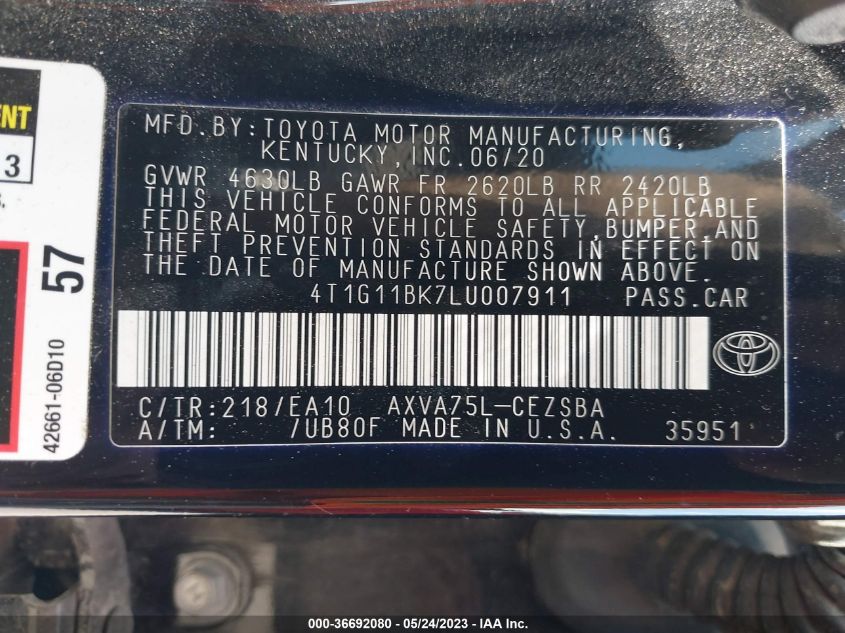 ENT
3
S.
57
42661-06D10
MFD.BY:TOYOTA MOTOR MANUFACTURING,
KENTUCKY,INC.06/20
GVWR 4630LB GAWR FR 2620LB RR 2420LB
THIS VEHICLE CONFORMS TO ALL APPLICABLE
FEDERAL MOTOR VEHICLE SAFETY,BUMPER,AND
THEFT PREVENTION STANDARDS IN EFFECT ON
THE DATE OF MANUFACTURE SHOWN ABOVE.
4T1G11BK7LU007911 PASS.CAR
C/TR:218/EA10 AXVA75L-CEZSBA
A/TM: /UB80F MADE IN U.S.A. 35951
000-36692080 - 05/24/2023 - IAA Inc.